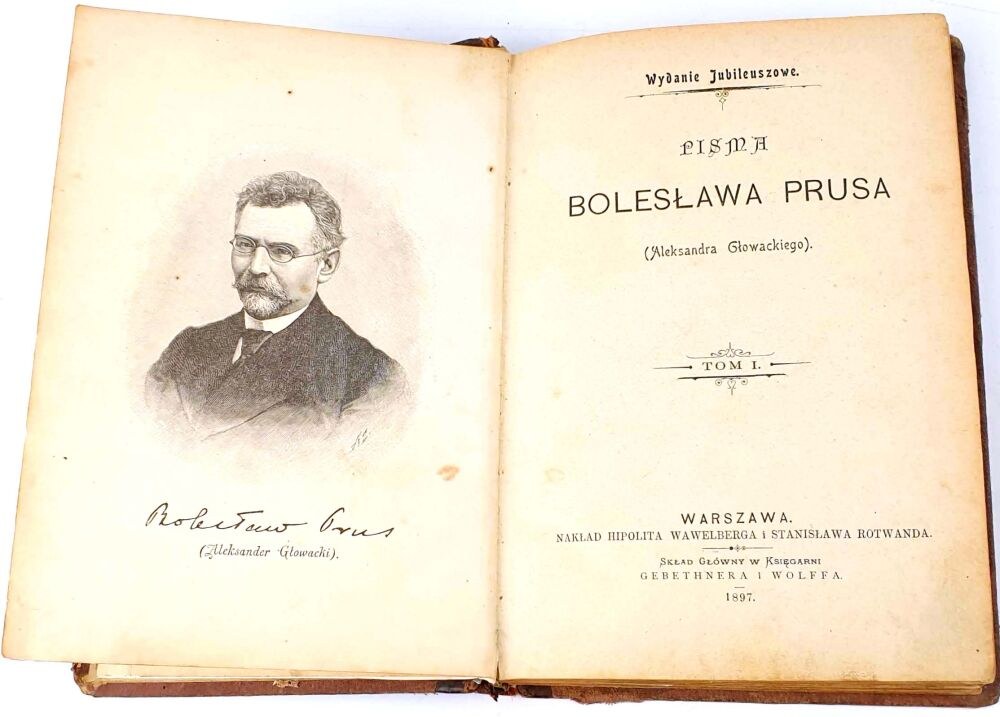 Bolesław Prus
(Aleksander Głowacki).
Wydanie Jubileuszowe.
PISMA
BOLESŁAWA PRUSA
(Aleksandra Głowackiego).
TOM I.
WARSZAWA.
NAKŁAD HIPOLITA WAWELBERGA i STANISŁAWA ROTWANDA.
SKŁAD GŁÓWNY W KSIĘGARNI
GEBETHNERA I WOLFFA.
1897.